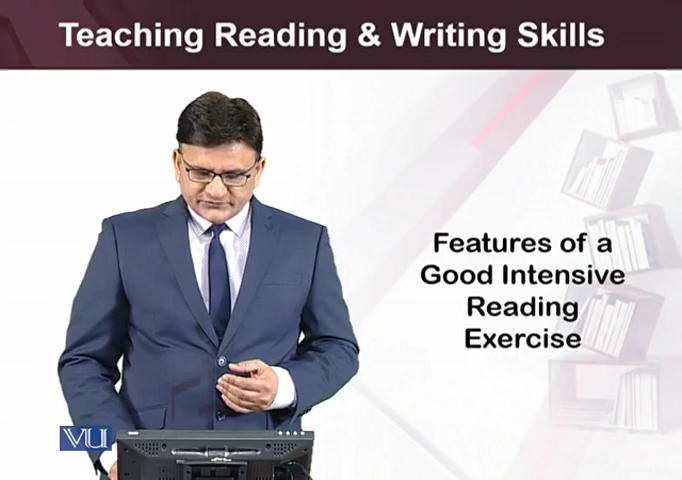 Teaching Reading & Writing Skills
Features of a
Good Intensive
Reading
Exercise
VU